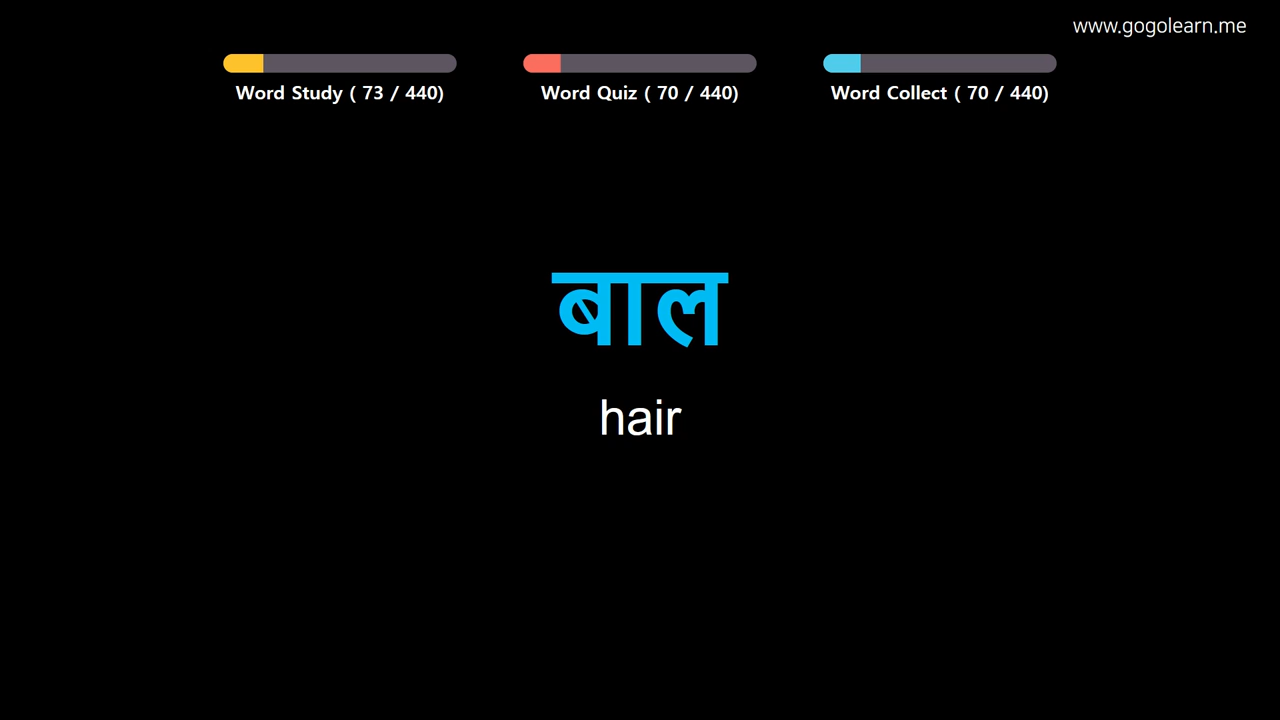 www.gogolearn.me
Word Study ( 73 / 440)
Word Quiz ( 70 / 440)
Word Collect ( 70 / 440)
बाल
hair